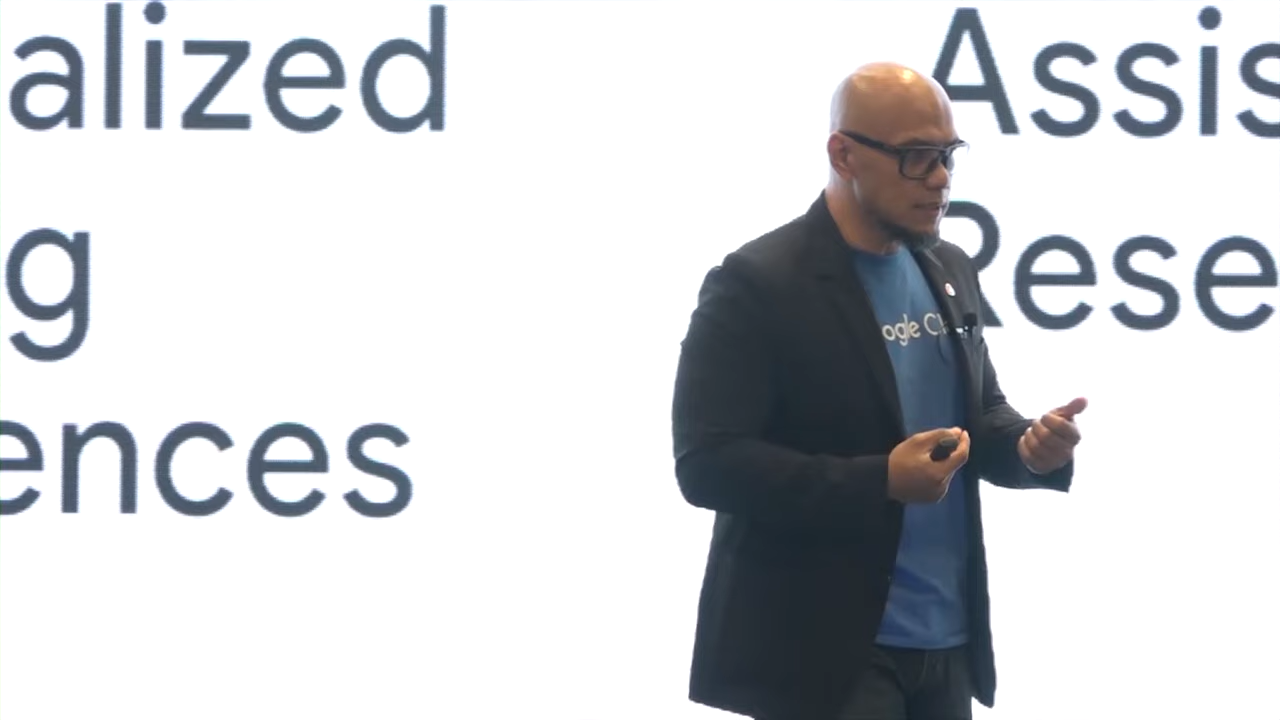 alized
g
ences
Assis
Rese
ogle Cl